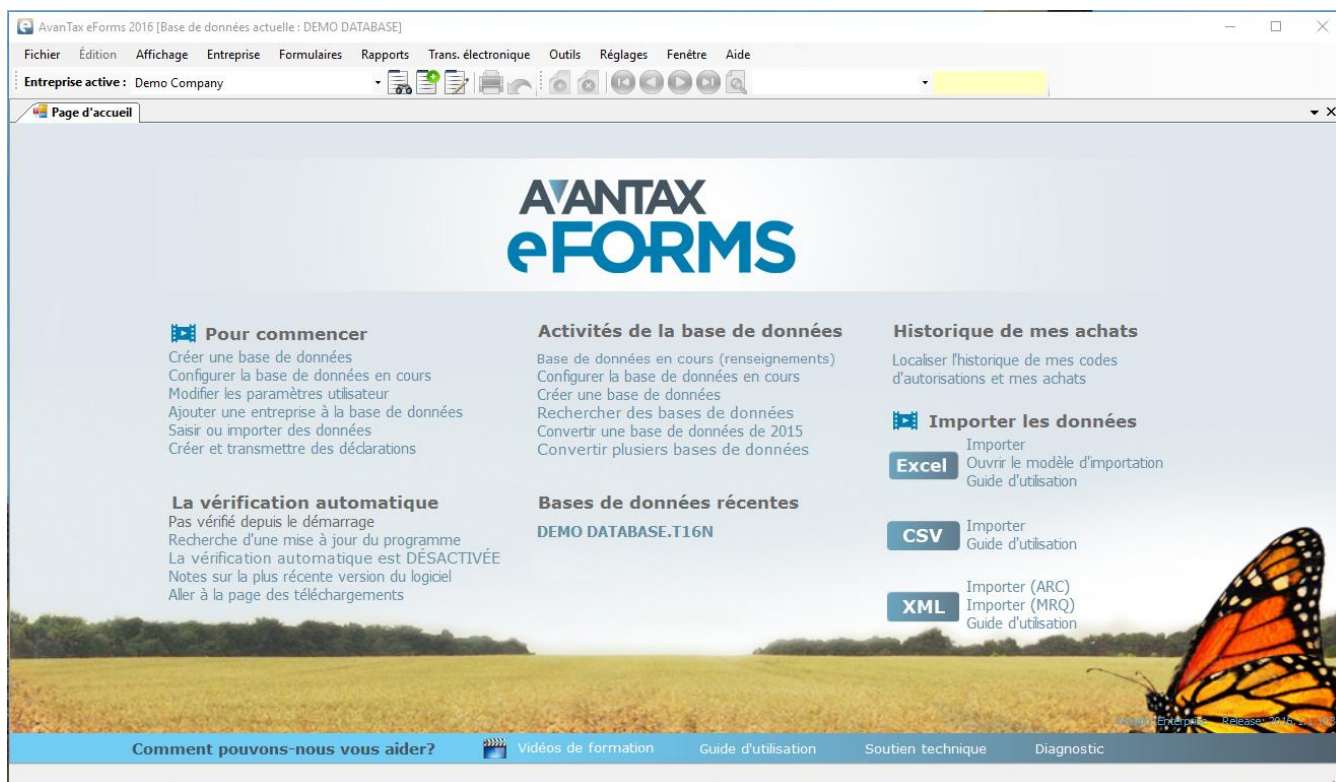 AvanTax eForms 2016 [Base de données actuelle : DEMO DATABASE]
Fichier Édition Affichage Entreprise Formulaires Rapports Trans. électronique Outils Réglages Fenêtre Aide
Entreprise active : Demo Company
Page d'accueil
AVANTAX
eFORMS
Pour commencer
Créer une base de données
Configurer la base de données en cours
Modifier les paramètres utilisateur
Ajouter une entreprise à la base de données
Saisir ou importer des données
Créer et transmettre des déclarations
La vérification automatique
Pas vérifié depuis le démarrage
Recherche d'une mise à jour du programme
La vérification automatique est DÉSACTIVÉE
Notes sur la plus récente version du logiciel
Aller à la page des téléchargements
Activités de la base de données
Base de données en cours (renseignements)
Configurer la base de données en cours
Créer une base de données
Rechercher des bases de données
Convertir une base de données de 2015
Convertir plusiers bases de données
Bases de données récentes
DEMO DATABASE.T16N
Historique de mes achats
Localiser l'historique de mes codes
d'autorisations et mes achats
Importer les données
Excel
Importer
Ouvrir le modèle d'importation
Guide d'utilisation
CSV
Importer
Guide d'utilisation
XML
Importer (ARC)
Importer (MRQ)
Guide d'utilisation
Enterprise Release:
Comment pouvons-nous vous aider? Vidéos de formation Guide d'utilisation Soutien technique Diagnostic